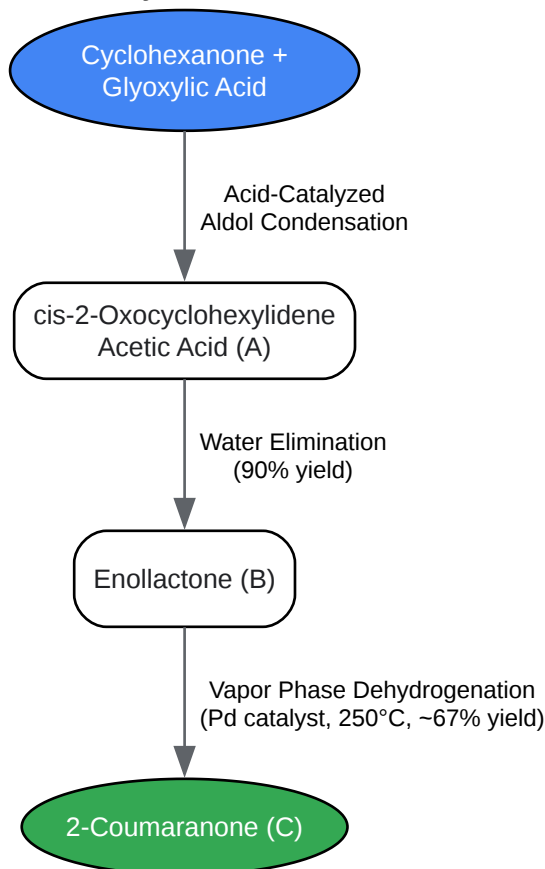 Cyclohexanone +
Glyoxylic Acid
Acid-Catalyzed
Aldol Condensation
cis-2-Oxocyclohexylidene
Acetic Acid (A)
Water Elimination
(90% yield)
Enollactone (B)
Vapor Phase Dehydrogenation
(Pd catalyst, 250°C, ~67% yield)
2-Coumaranone (C)